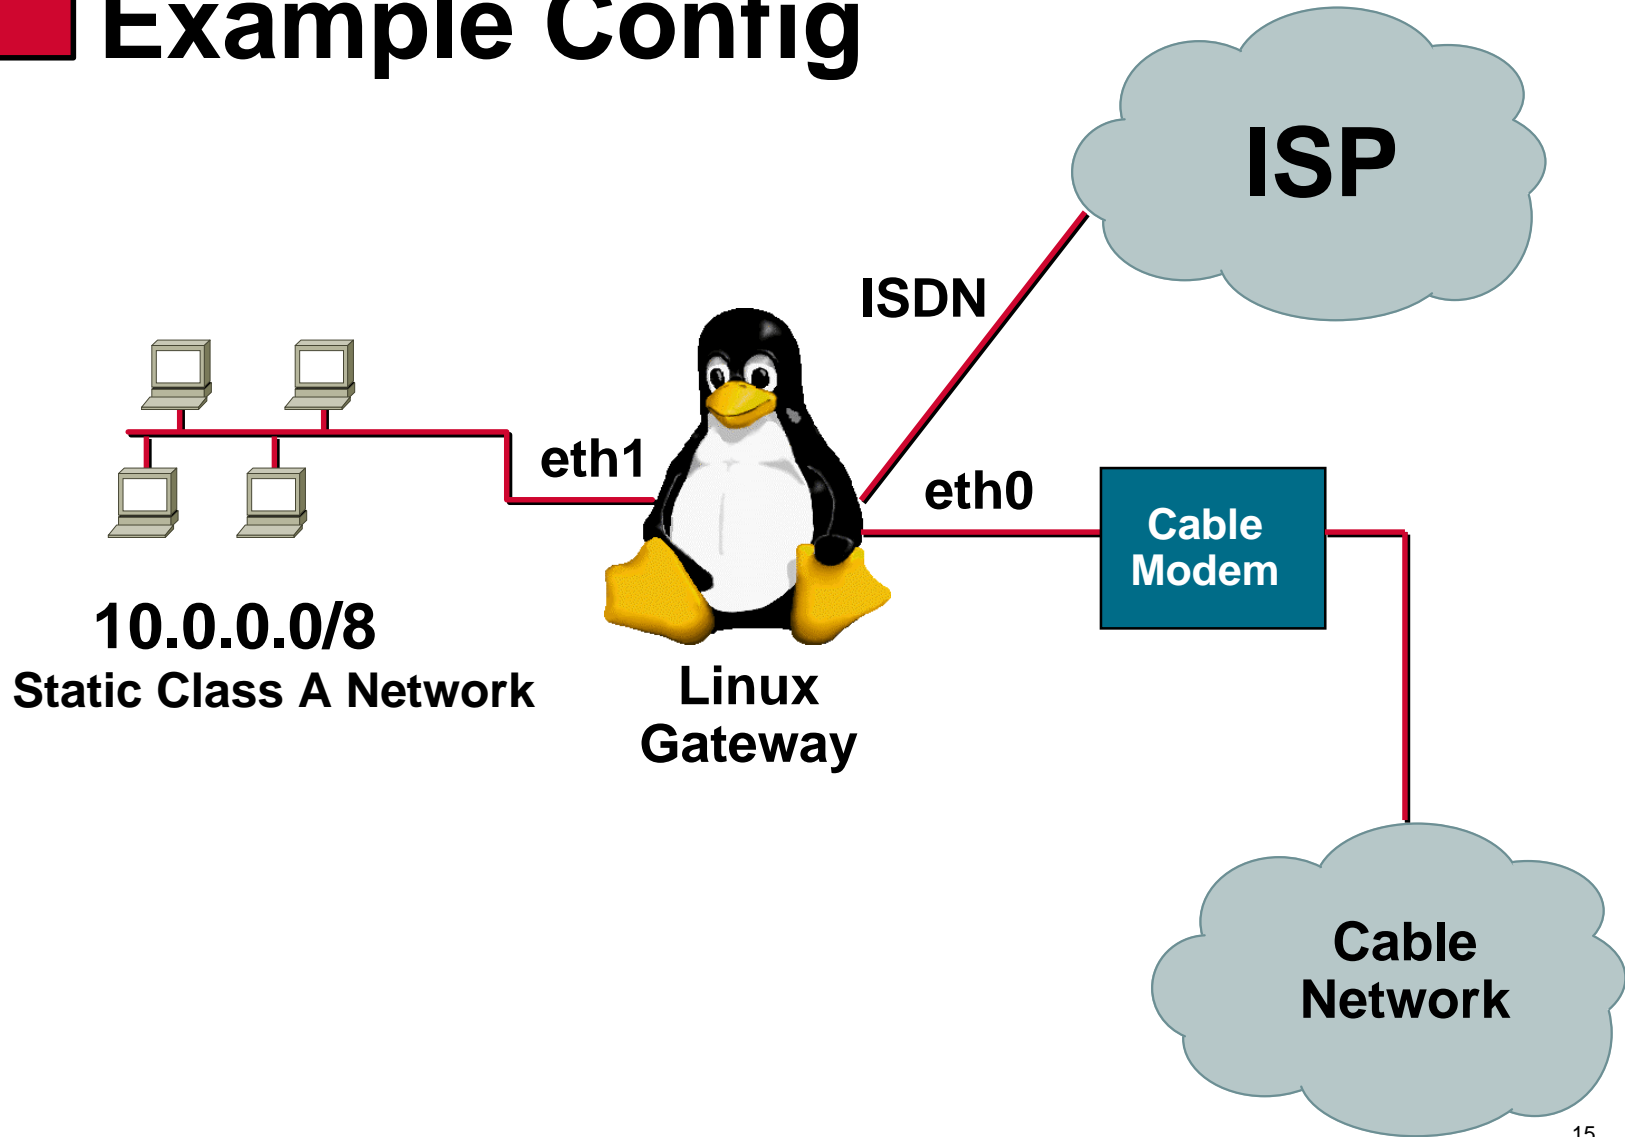 Example Config
ISP
ISDN
eth1
eth0
Cable
Modem
10.0.0.0/8
Static Class A Network
Linux
Gateway
Cable
Network
15